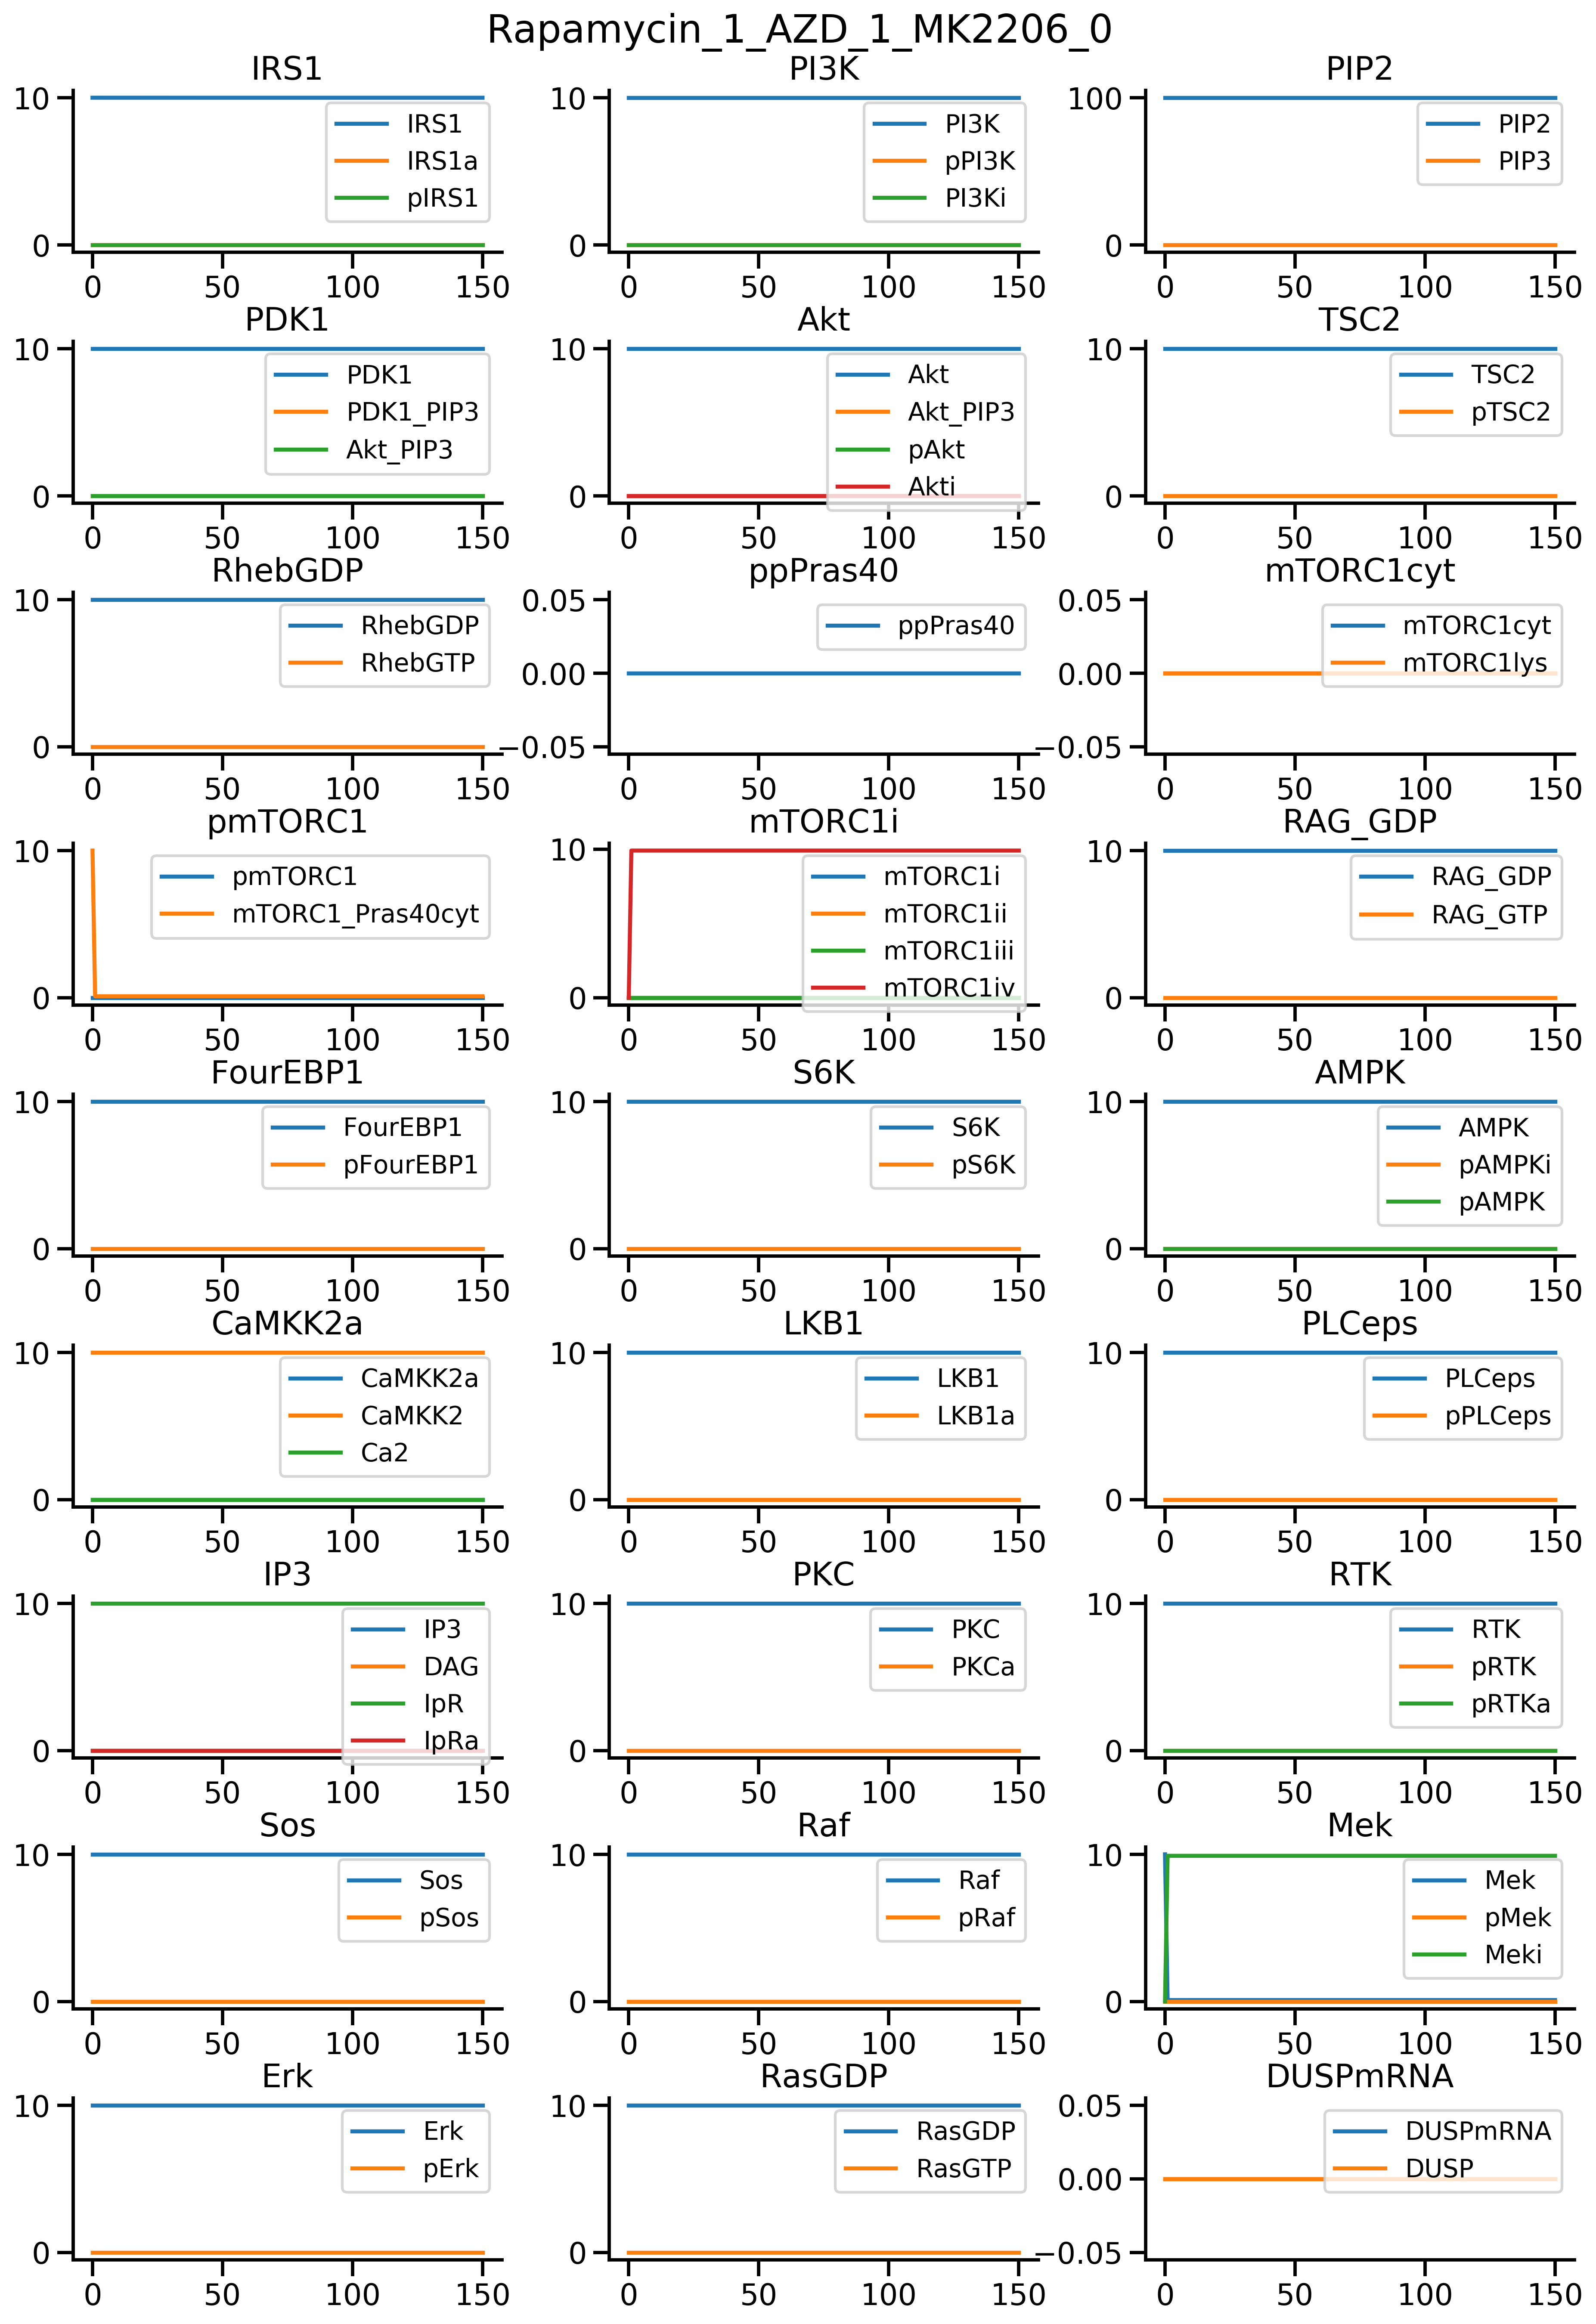 Rapamycin_1_AZD_1_MK2206_0
IRS1
10
0
0 50 100 150
IRS1
IRS1a
pIRS1
PI3K
10
0
0 50 100 150
PI3K
pPI3K
PI3Ki
PIP2
100
0
0 50 100 150
PIP2
PIP3
PDK1
10
0
0 50 100 150
PDK1
PDK1_PIP3
Akt_PIP3
Akt
10
0
0 50 100 150
Akt
Akt_PIP3
pAkt
Akti
TSC2
10
0
0 50 100 150
TSC2
pTSC2
RhebGDP
10
0
0 50 100 150
RhebGDP
RhebGTP
ppPras40
0.05
0.00
−0.05
0 50 100 150
ppPras40
mTORC1cyt
0.05
0.00
−0.05
0 50 100 150
mTORC1cyt
mTORC1lys
pmTORC1
10
0
0 50 100 150
pmTORC1
mTORC1_Pras40cyt
mTORC1i
10
0
0 50 100 150
mTORC1i
mTORC1ii
mTORC1iii
mTORC1iv
RAG_GDP
10
0
0 50 100 150
RAG_GDP
RAG_GTP
FourEBP1
10
0
0 50 100 150
FourEBP1
pFourEBP1
S6K
10
0
0 50 100 150
S6K
pS6K
AMPK
10
0
0 50 100 150
AMPK
pAMPKi
pAMPK
CaMKK2a
10
0
0 50 100 150
CaMKK2a
CaMKK2
Ca2
LKB1
10
0
0 50 100 150
LKB1
LKB1a
PLCeps
10
0
0 50 100 150
PLCeps
pPLCeps
IP3
10
0
0 50 100 150
IP3
DAG
IpR
IpRa
PKC
10
0
0 50 100 150
PKC
PKCa
RTK
10
0
0 50 100 150
RTK
pRTK
pRTKa
Sos
10
0
0 50 100 150
Sos
pSos
Raf
10
0
0 50 100 150
Raf
pRaf
Mek
10
0
0 50 100 150
Mek
pMek
Meki
Erk
10
0
0 50 100 150
Erk
pErk
RasGDP
10
0
0 50 100 150
RasGDP
RasGTP
DUSPmRNA
0.05
0.00
−0.05
0 50 100 150
DUSPmRNA
DUSP